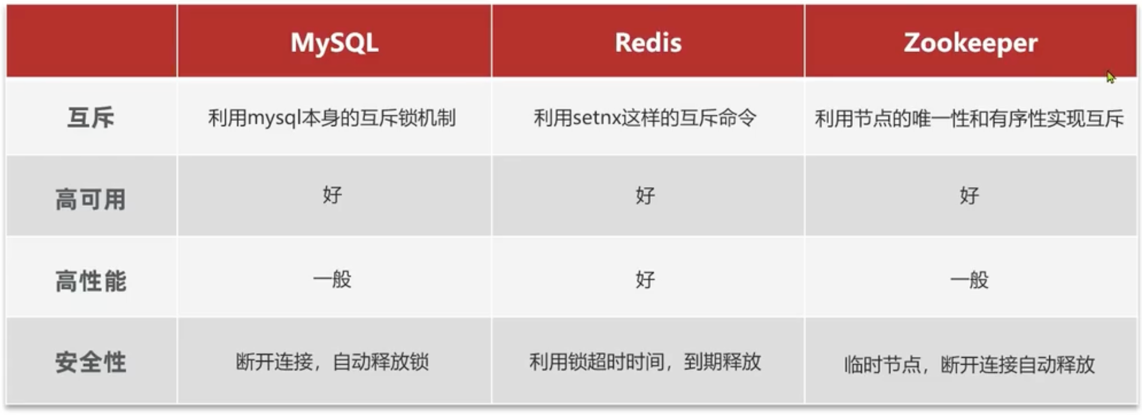 MySQL Redis Zookeeper
互斥 利用mysql本身的互斥锁机制 利用setnx这样的互斥命令 利用节点的唯一性和有序性实现互斥
高可用 好 好 好
高性能 一般 好 一般
安全性 断开连接，自动释放锁 利用锁超时时间，到期释放 临时节点，断开连接自动释放